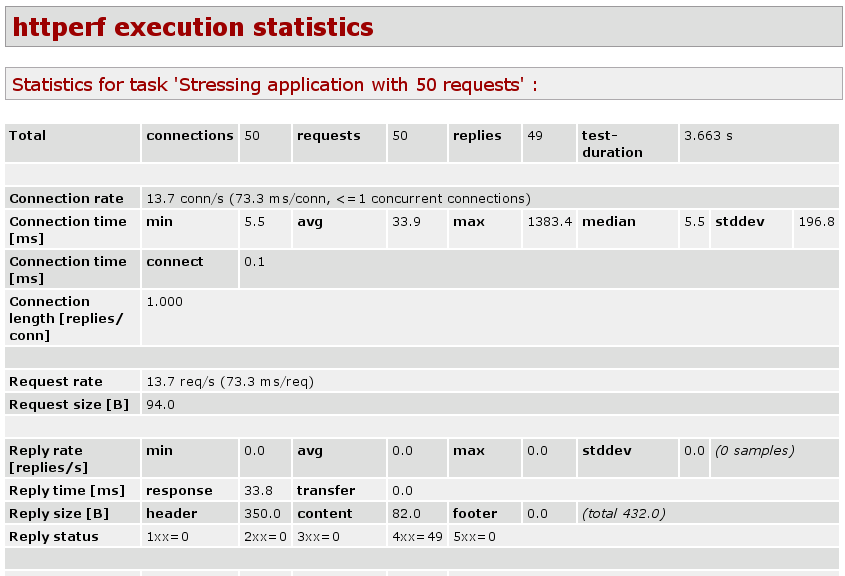 httperf execution statistics
Statistics for task 'Stressing application with 50 requests' :
Total connections 50 requests 50 replies 49 test-duration 3.663 s
Connection rate 13.7 conn/s (73.3 ms/conn, <=1 concurrent connections)
Connection time [ms] min 5.5 avg 33.9 max 1383.4 median 5.5 stddev 196.8
Connection time [ms] connect 0.1
Connection length [replies/conn] 1.000
Request rate 13.7 req/s (73.3 ms/req)
Request size [B] 94.0
Reply rate [replies/s] min 0.0 avg 0.0 max 0.0 stddev 0.0 (0 samples)
Reply time [ms] response 33.8 transfer 0.0
Reply size [B] header 350.0 content 82.0 footer 0.0 (total 432.0)
Reply status 1xx=0 2xx=0 3xx=0 4xx=49 5xx=0